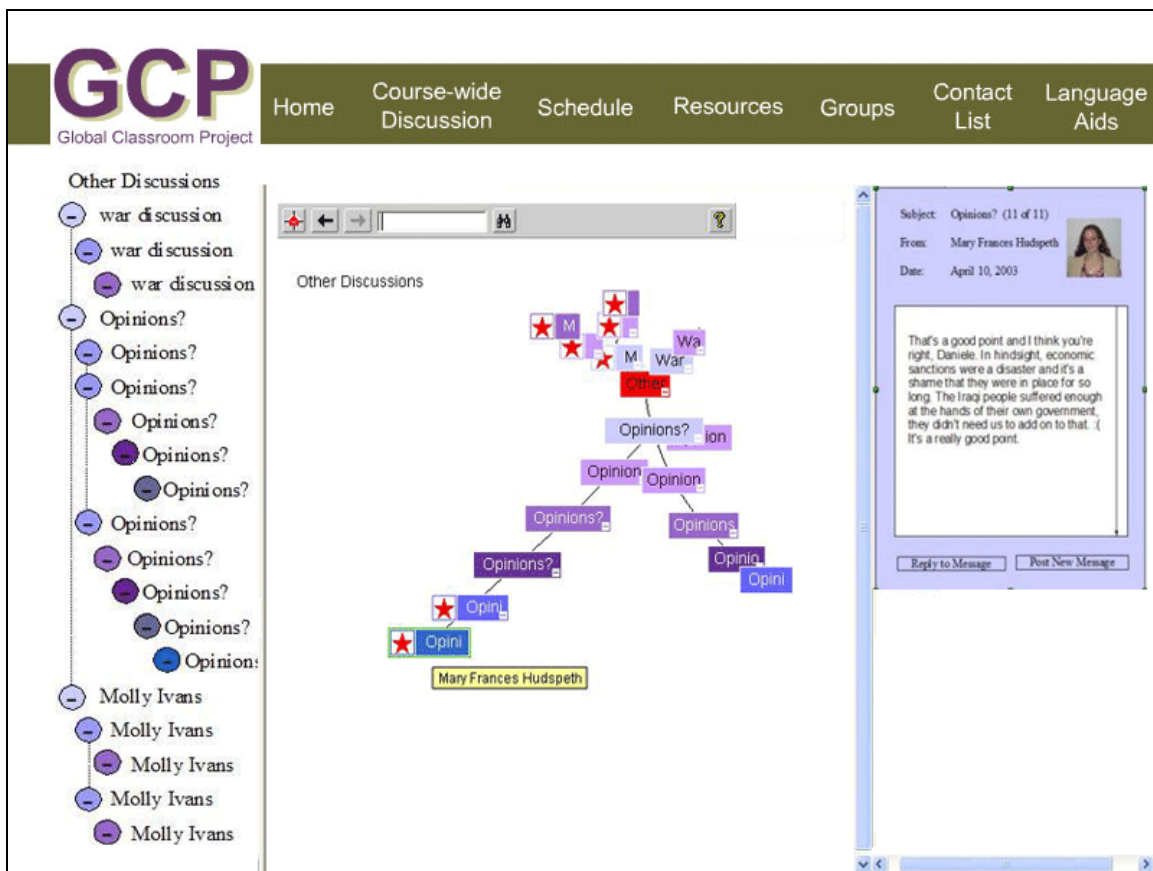 GCP
Global Classroom Project
Home
Course-wide
Discussion
Schedule
Resources
Groups
Contact
List
Language
Aids
Other Discussions
war discussion
war discussion
war discussion
Opinions?
Opinions?
Opinions?
Opinions?
Opinions?
Opinions?
Opinions?
Opinions?
Opinions?
Opinions?
Opinions
Molly Ivans
Molly Ivans
Molly Ivans
Molly Ivans
Molly Ivans
?
Other Discussions
M
M
Wa
War
Other
Opinions?
ion
Opinion
Opinion
Opinions?
Opinions
Opinions?
Opinio
Opini
Opini
Opini
Mary Frances Hudspeth
Subject: Opinions? (11 of 11)
From: Mary Frances Hudspeth
Date: April 10, 2003
That's a good point and I think you're
right, Daniele. In hindsight, economic
sanctions were a disaster and it's a
shame that they were in place for so
long. The Iraqi people suffered enough
at the hands of their own government,
they didn't need us to add on to that. :(
It's a really good point.
Reply to Message Post New Message